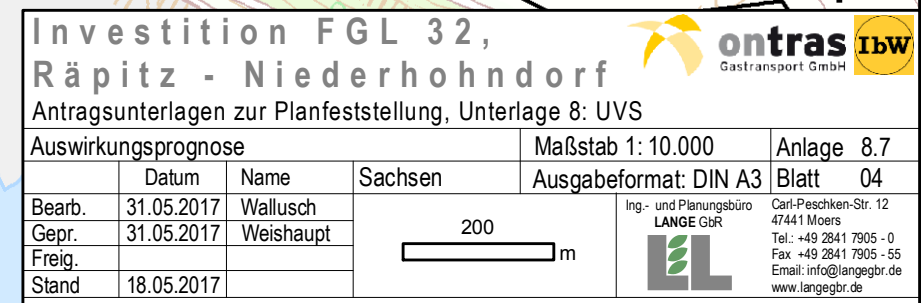 Investition FGL 32,
Räpitz - Niederhohndorf
ontras
Gastransport GmbH
IbW
Antragsunterlagen zur Planfeststellung, Unterlage 8: UVS
Auswirkungsprognose
Maßstab 1: 10.000
Anlage 8.7
Datum Name
Sachsen
Ausgabeformat: DIN A3
Blatt 04
Bearb. 31.05.2017 Wallusch
Gepr. 31.05.2017 Weishaupt
Freig.
Stand 18.05.2017
200
m
Ing.- und Planungsbüro
LANGE GbR
Carl-Peschken-Str. 12
47441 Moers
Tel.: +49 2841 7905 - 0
Fax +49 2841 7905 - 55
Email: info@langegbr.de
www.langegbr.de